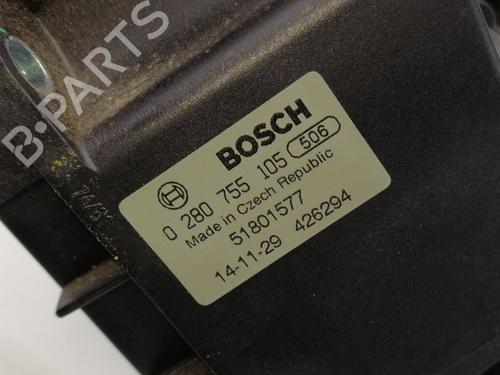 BOSCH
0 280 755 105 506
Made in Czech Republic
51801577
14-11-29 426294
B-PARTS